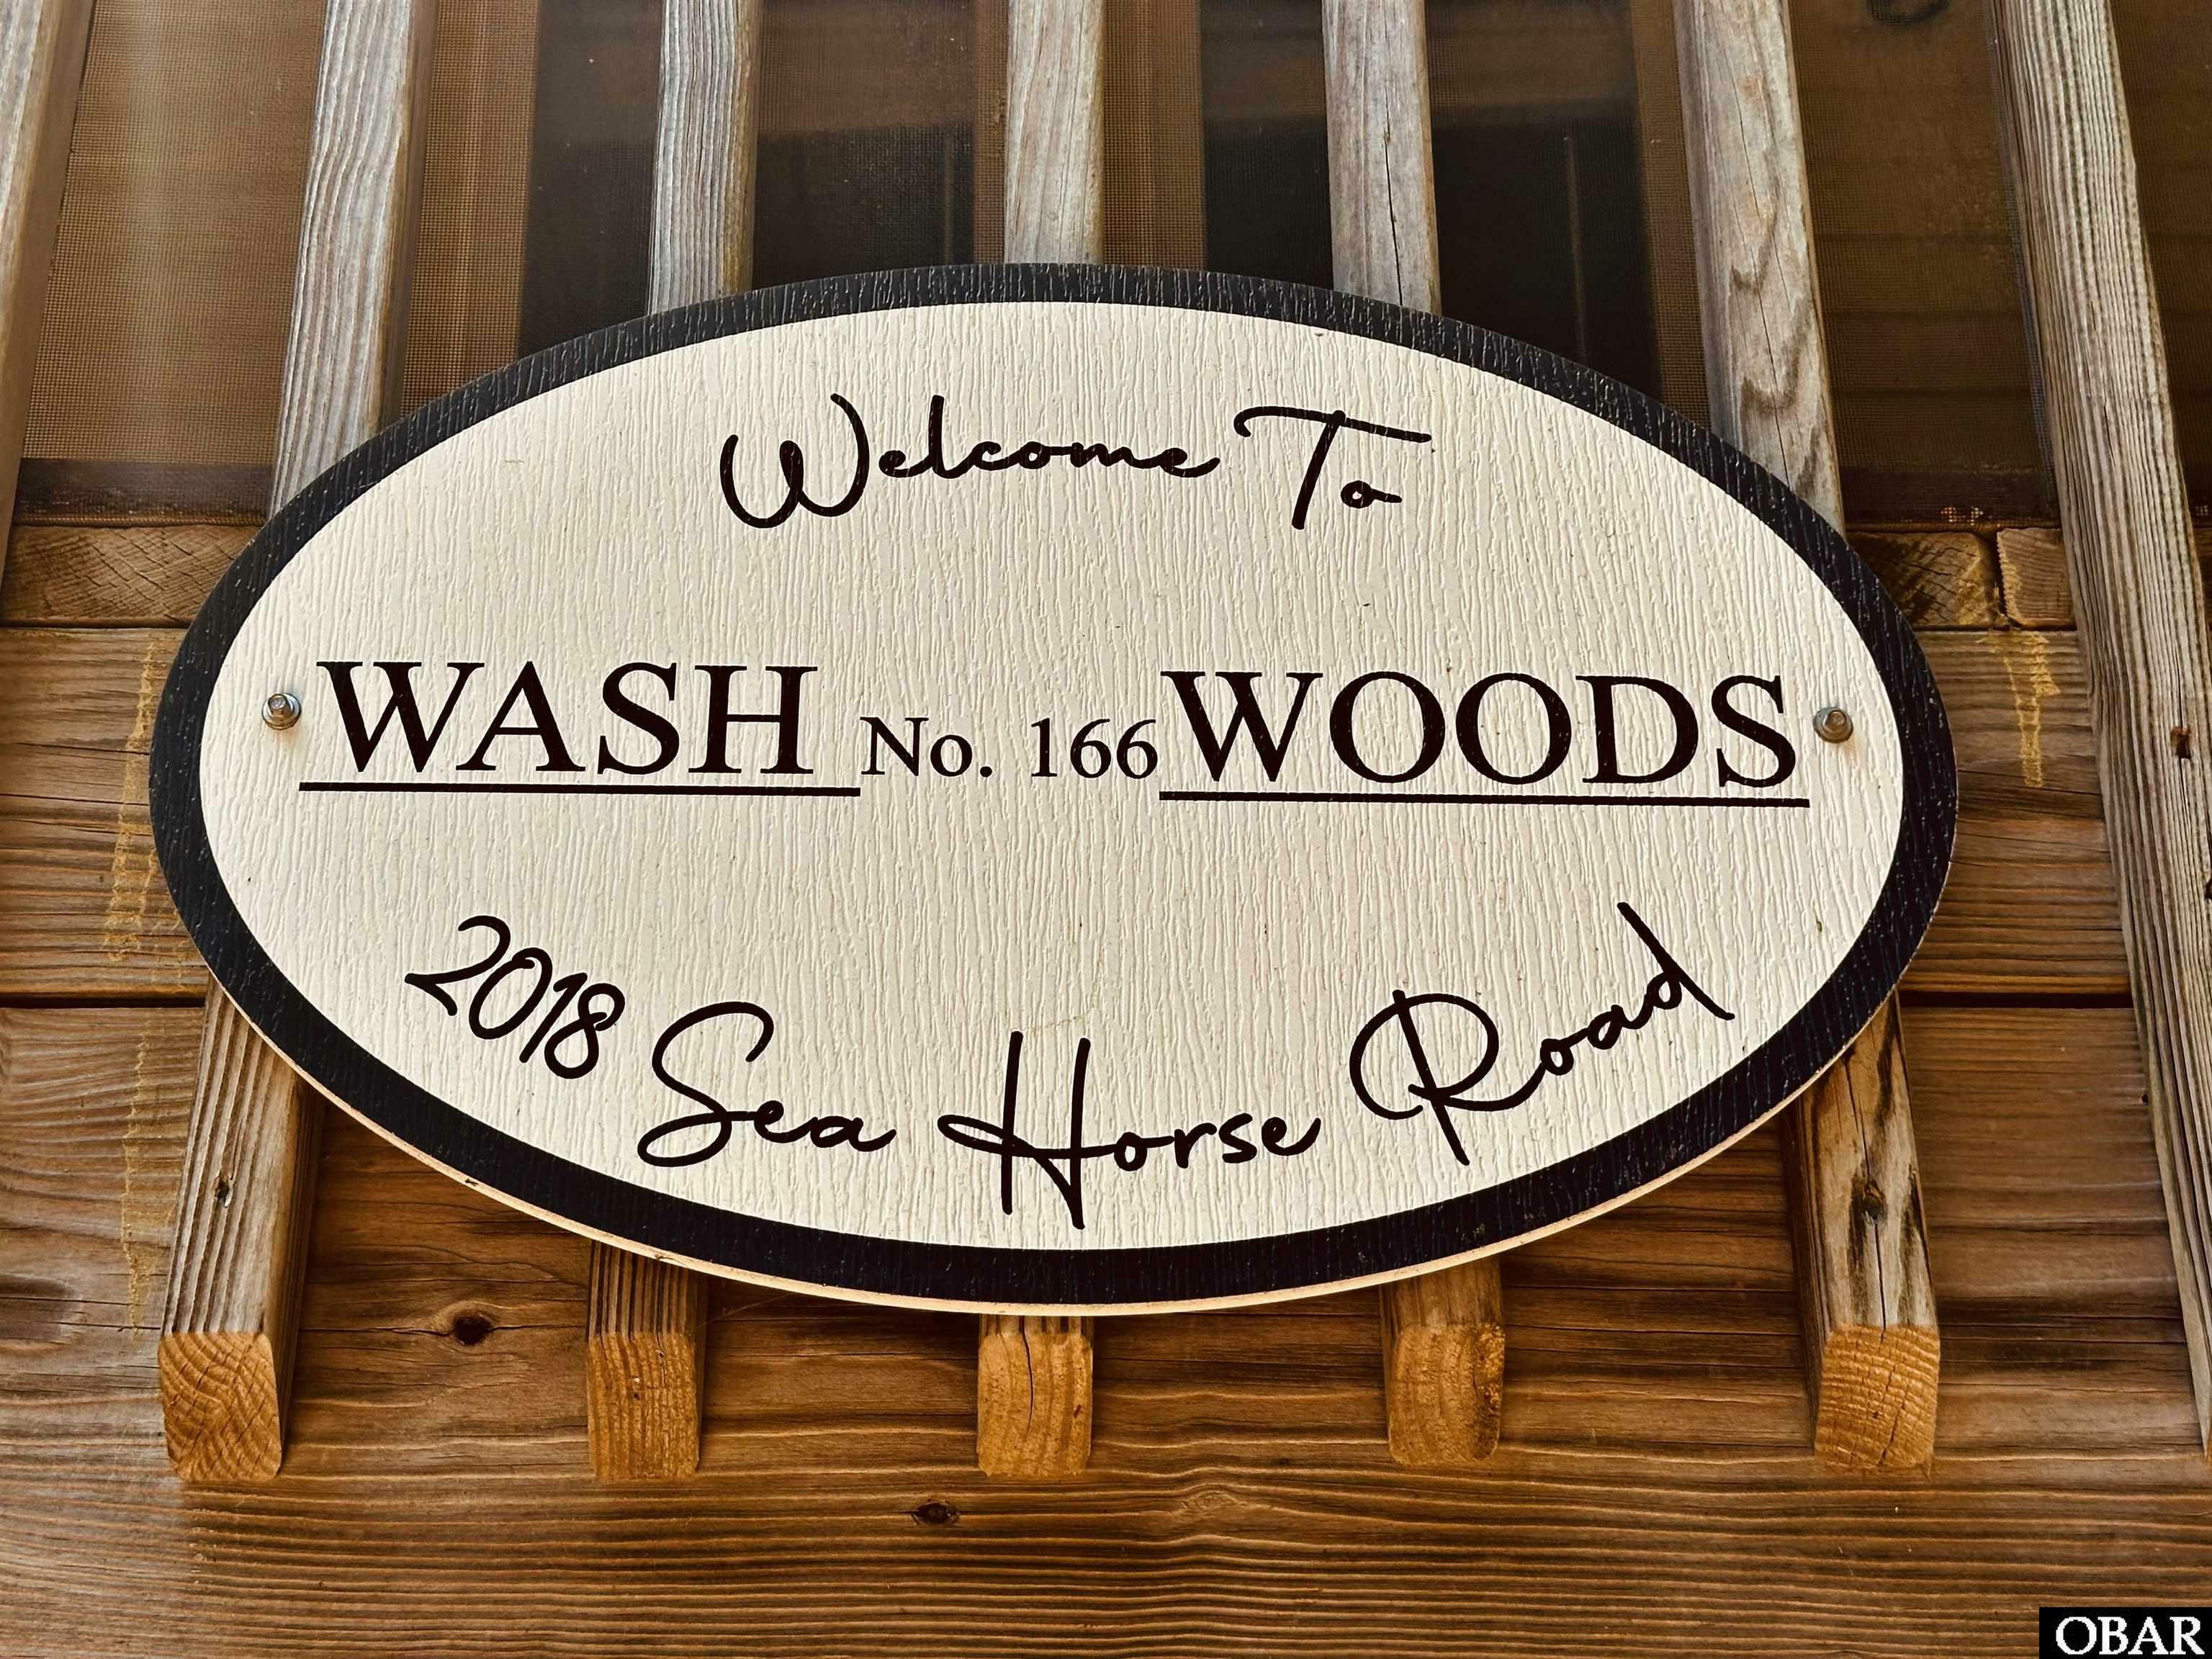 Welcome To
WASH No. 166 WOODS
2018 Sea Horse Road
OBAR